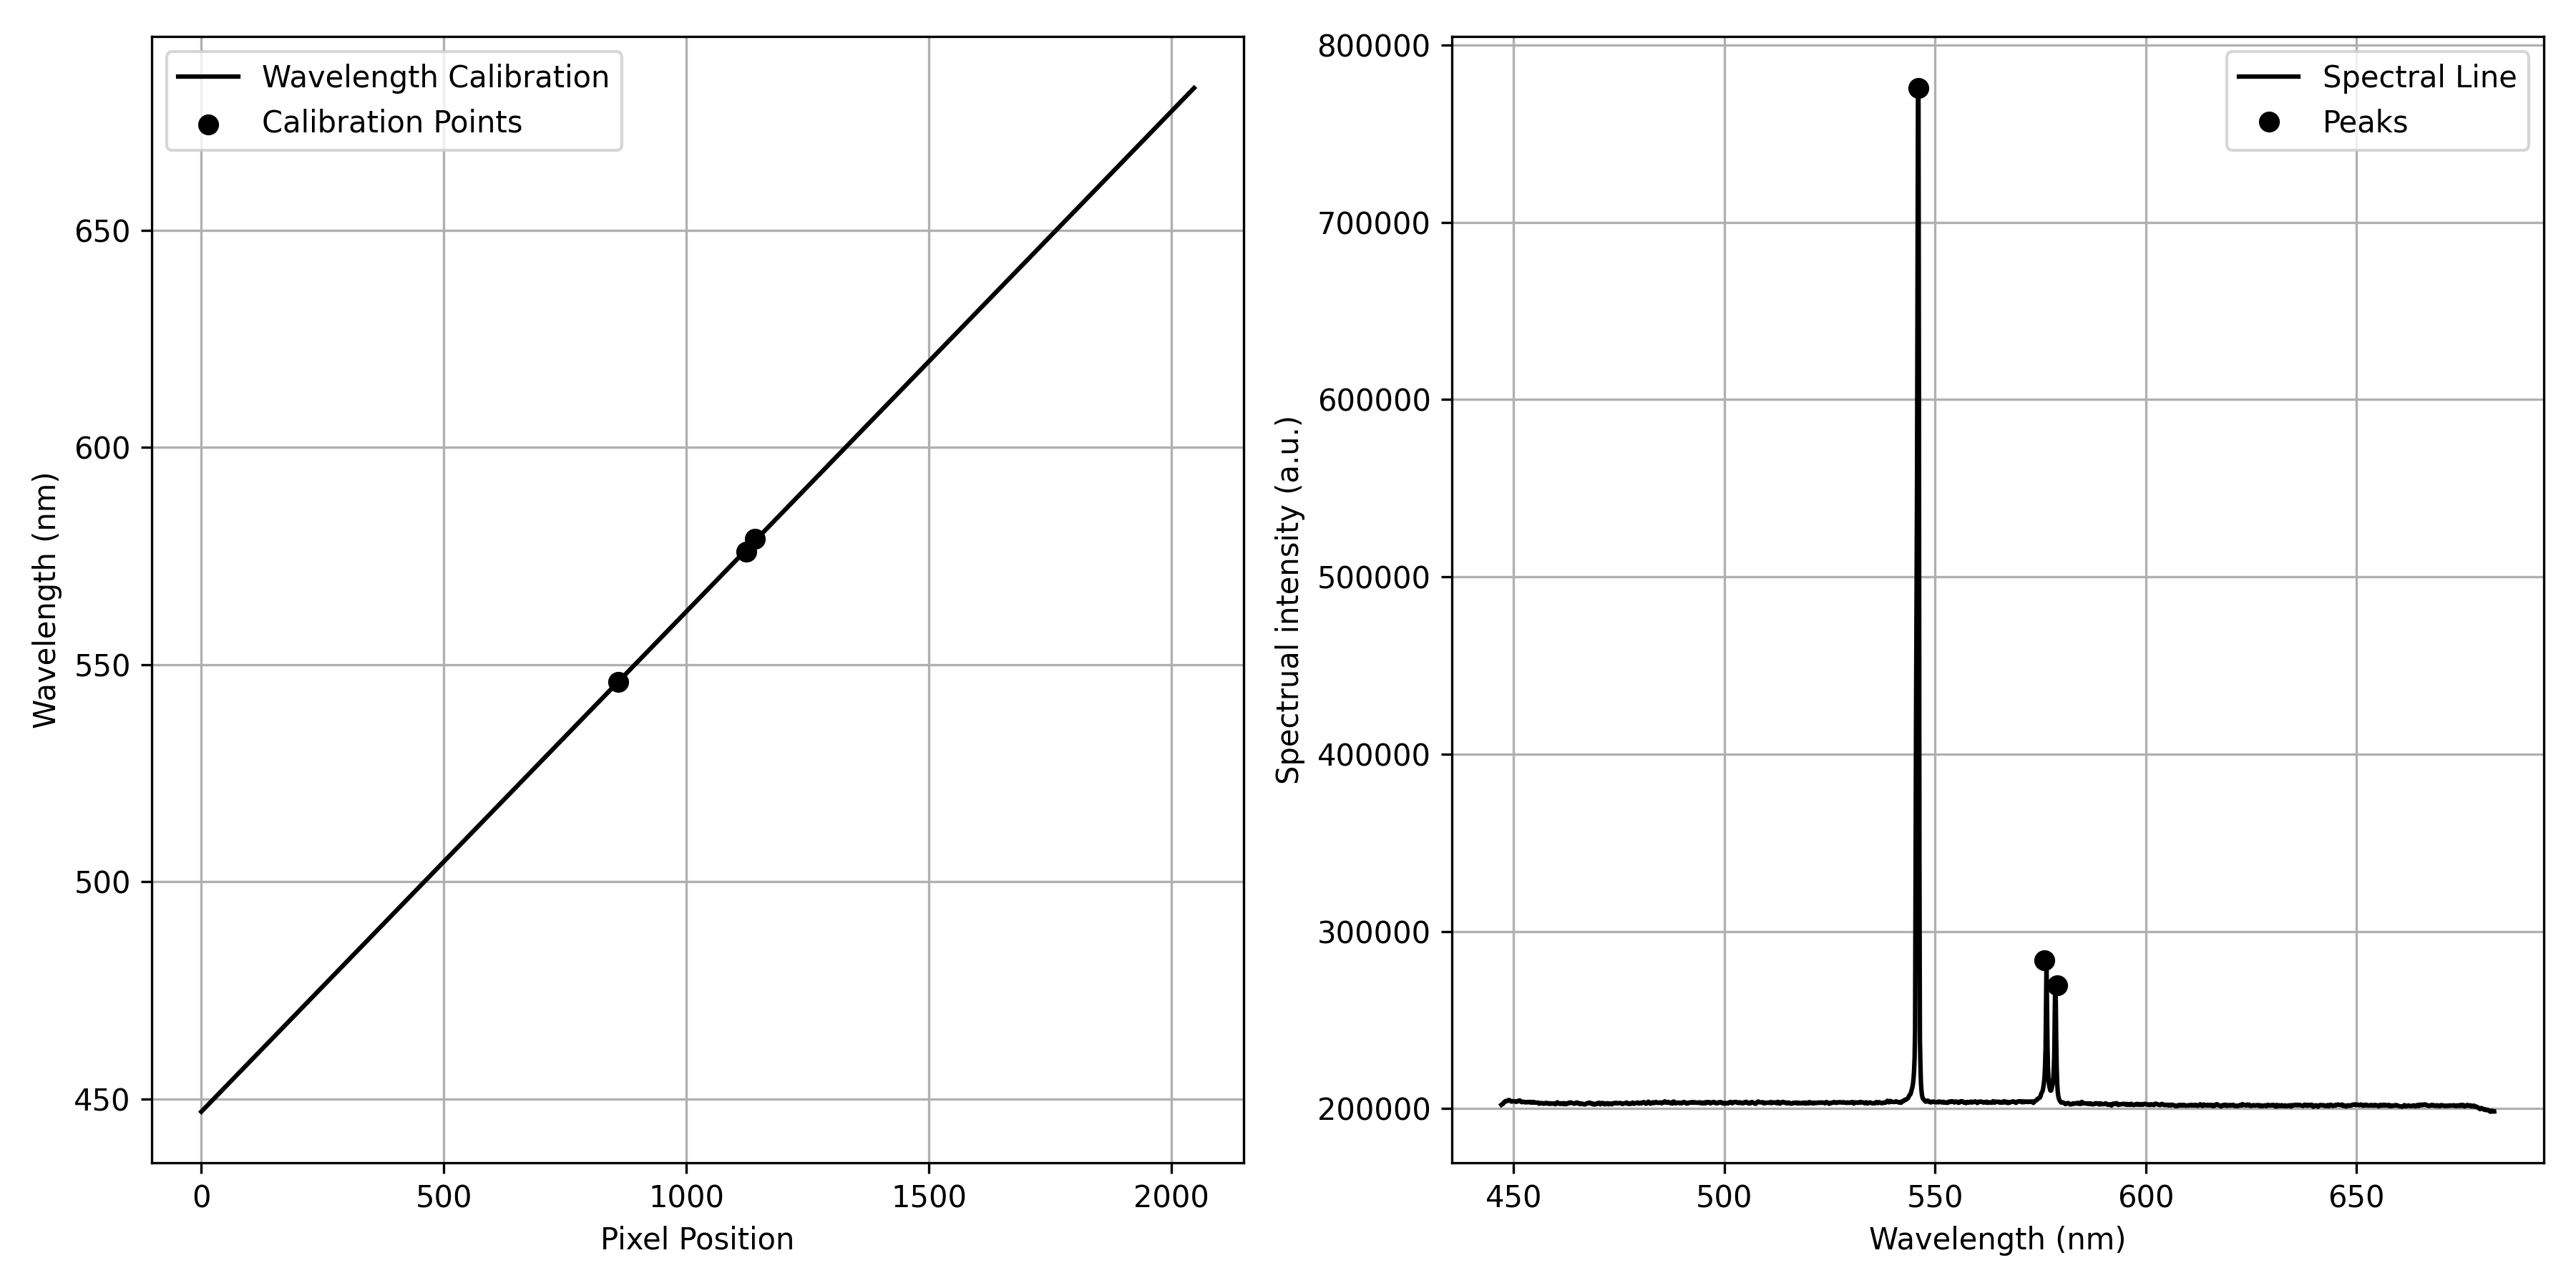 Wavelength Calibration
Calibration Points
Wavelength (nm)
650
600
550
500
450
0 500 1000 1500 2000
Pixel Position
Spectral Line
Peaks
Spectrual intensity (a.u.)
800000
700000
600000
500000
400000
300000
200000
450 500 550 600 650
Wavelength (nm)